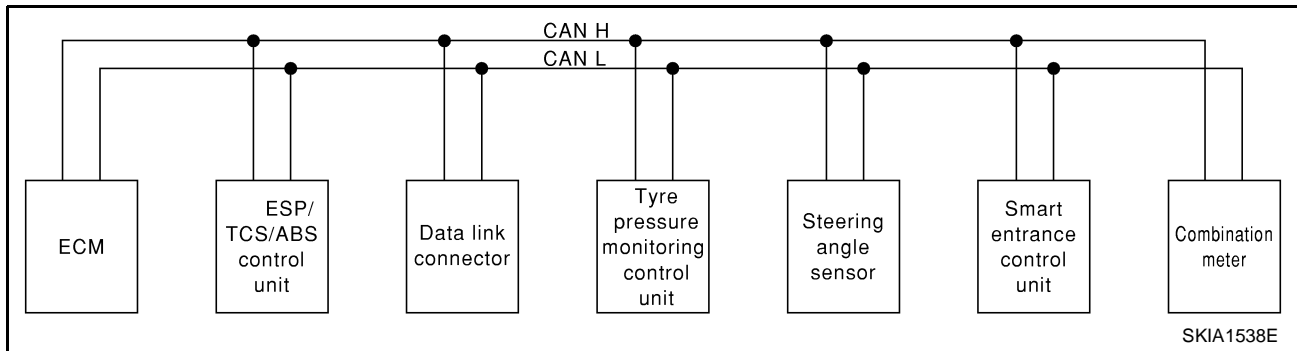 CAN H
CAN L
ECM
ESP/
TCS/ABS
control
unit
Data link
connector
Tyre
pressure
monitoring
control
unit
Steering
angle
sensor
Smart
entrance
control
unit
Combination
meter
SKIA1538E